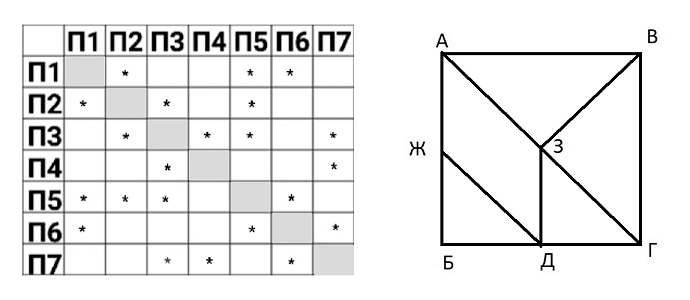 П1 П2 П3 П4 П5 П6 П7
П1 * * *
П2 * * *
П3 * * * *
П4 * *
П5 * * * *
П6 * * *
П7 * * *
А В
Ж З
Б Д Г